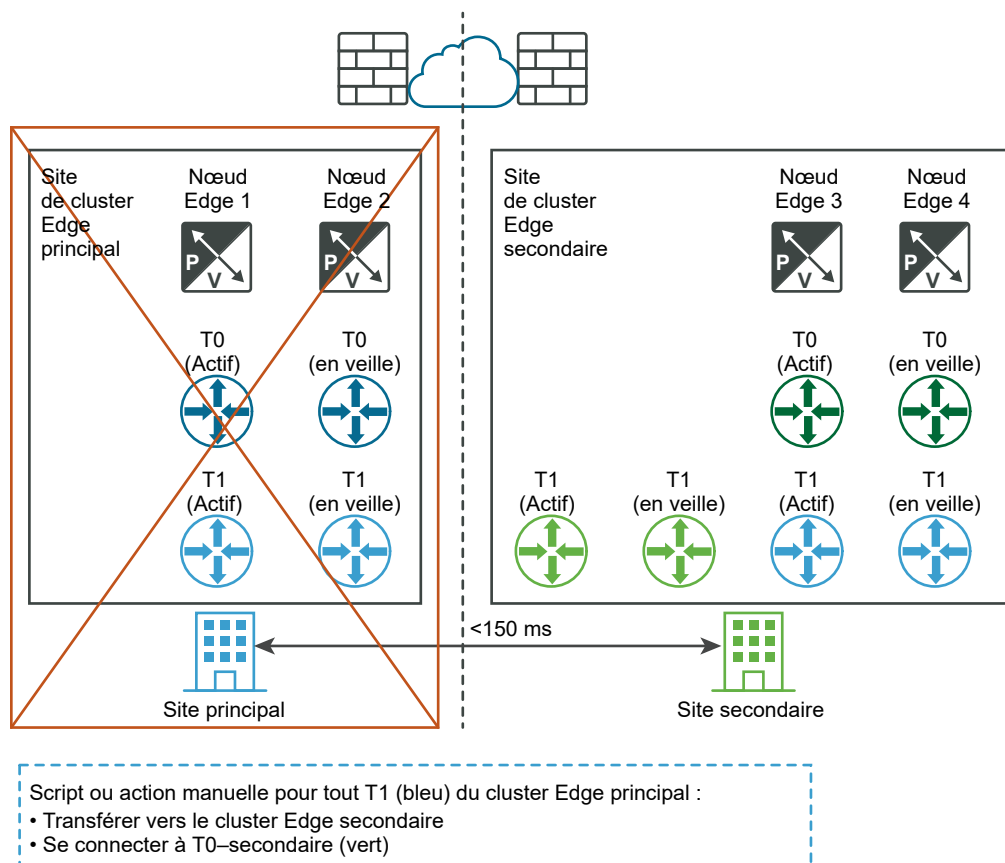 Site
de cluster
Edge
principal
Nœud
Edge 1
Nœud
Edge 2
P
V
P
V
T0
(Actif)
T0
(en veille)
T1
(Actif)
T1
(en veille)
Site
de cluster
Edge
secondaire
Nœud
Edge 3
Nœud
Edge 4
P
V
P
V
T0
(Actif)
T0
(en veille)
T1
(Actif)
T1
(en veille)
T1
(Actif)
T1
(en veille)
<150 ms
Site principal
Site secondaire
Script ou action manuelle pour tout T1 (bleu) du cluster Edge principal :
• Transférer vers le cluster Edge secondaire
• Se connecter à T0–secondaire (vert)